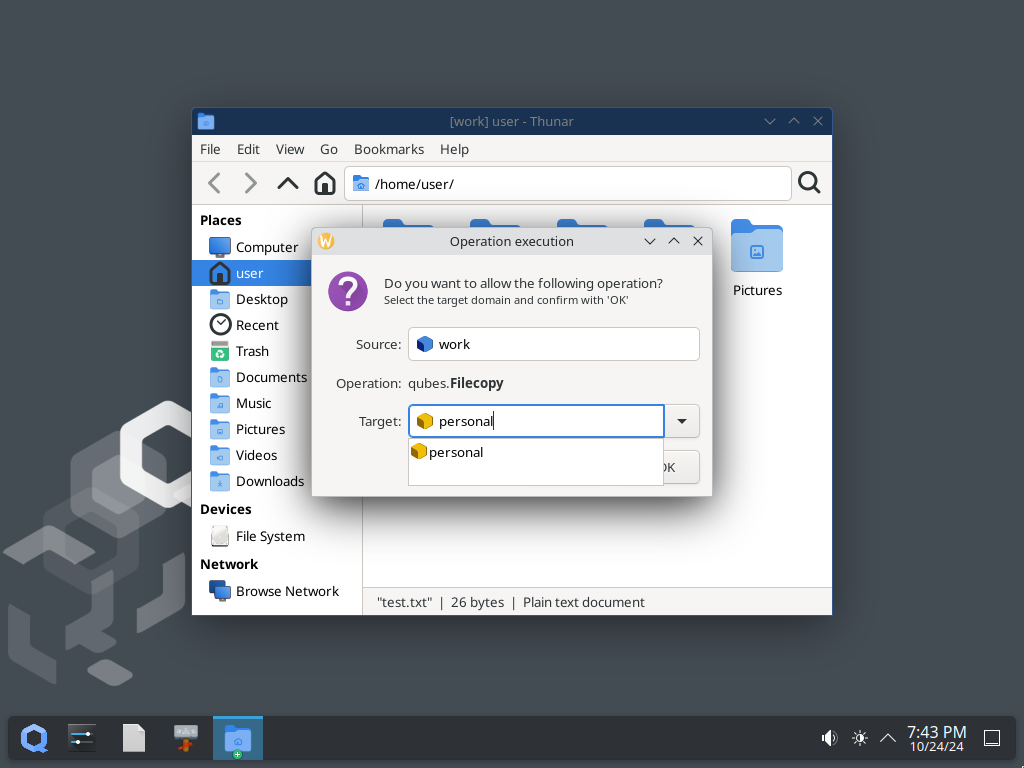 [work] user - Thunar
File Edit View Go Bookmarks Help
/home/user/
Places
Computer
user
Desktop
Recent
Trash
Documents
Music
Pictures
Videos
Downloads
Devices
File System
Network
Browse Network
Pictures
W
Operation execution
Do you want to allow the following operation?
Select the target domain and confirm with 'OK'
Source: work
Operation: qubes.Filecopy
Target: personal
personal
OK
"test.txt" | 26 bytes | Plain text document
7:43 PM
10/24/24